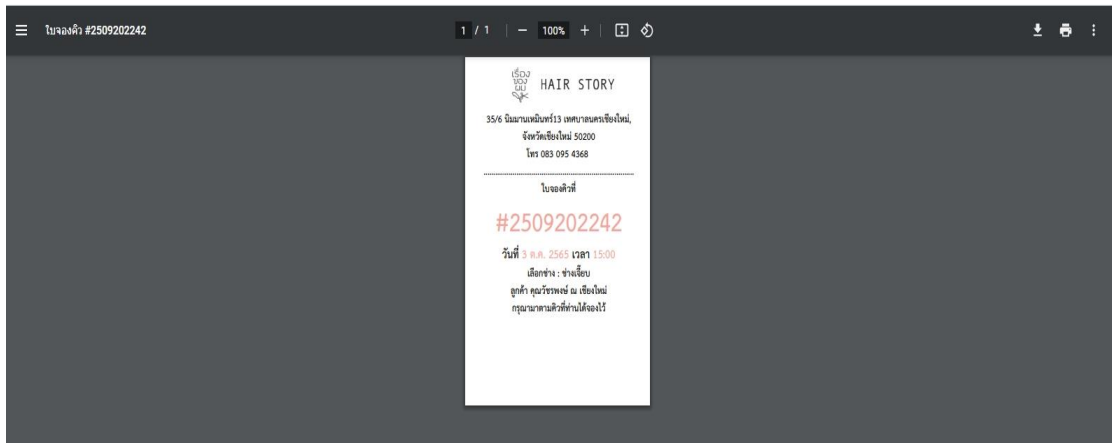 ใบจองคิว #2509202242
1 / 1
100%
เรื่อง
ของ
ผม
HAIR STORY
35/6 นิมมานเหมินทร์13 เทศบาลนครเชียงใหม่,
จังหวัดเชียงใหม่ 50200
โทร 083 095 4368
ใบจองคิวที่
#2509202242
วันที่ 3 ต.ค. 2565 เวลา 15:00
เลือกช่าง : ช่างเจี๊ยบ
ลูกค้า คุณวัชรพงษ์ ณ เชียงใหม่
กรุณามาตามคิวที่ท่านได้จองไว้